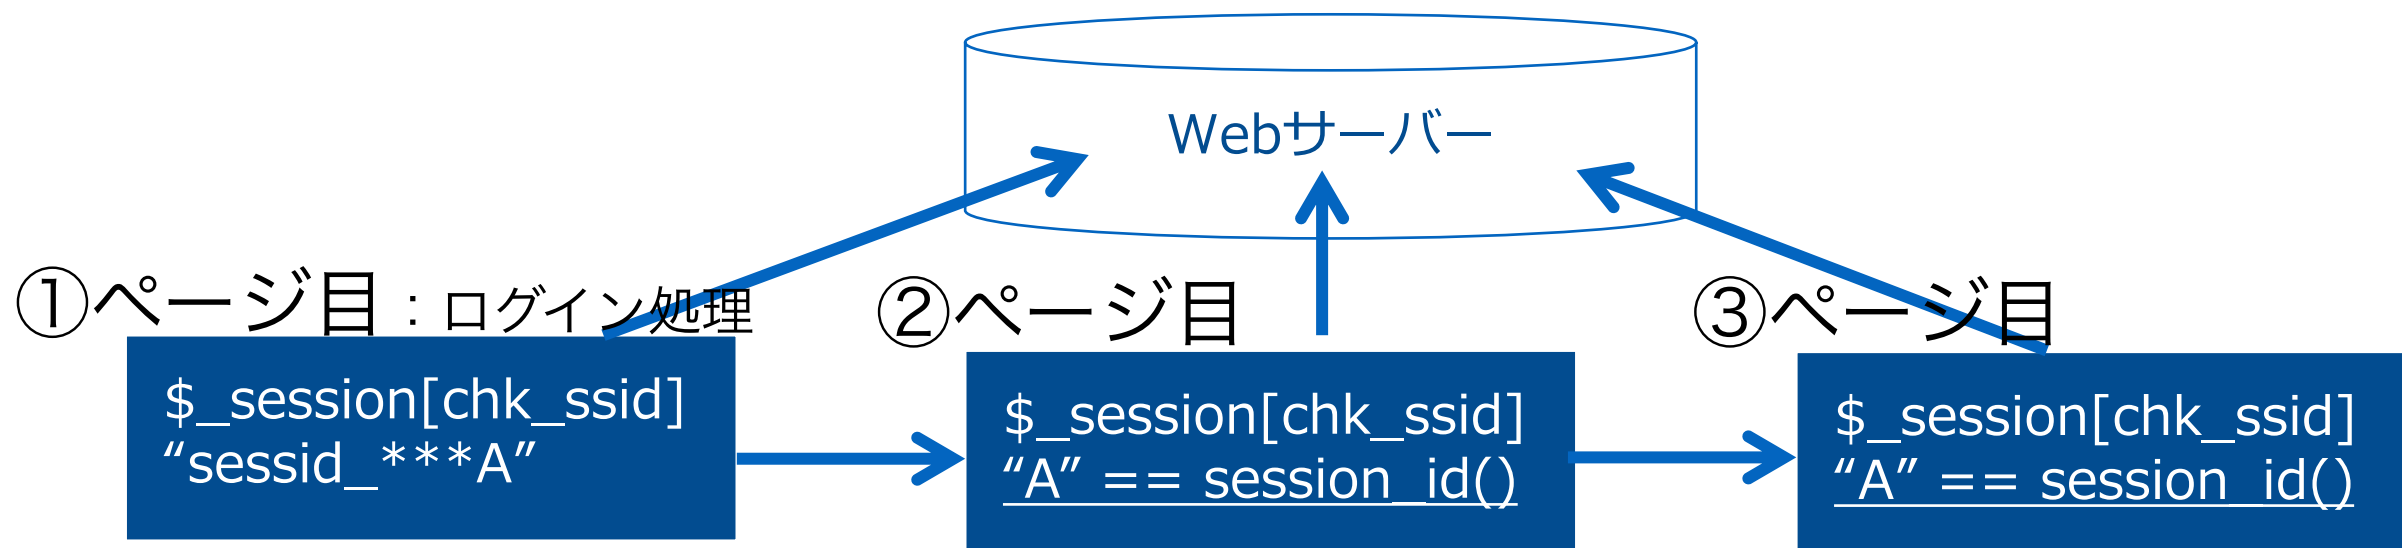 Webサーバー
①ページ目：ログイン処理
$_session[chk_ssid]
“sessid_***A”
②ページ目
$_session[chk_ssid]
“A” == session_id()
③ページ目
$_session[chk_ssid]
“A” == session_id()